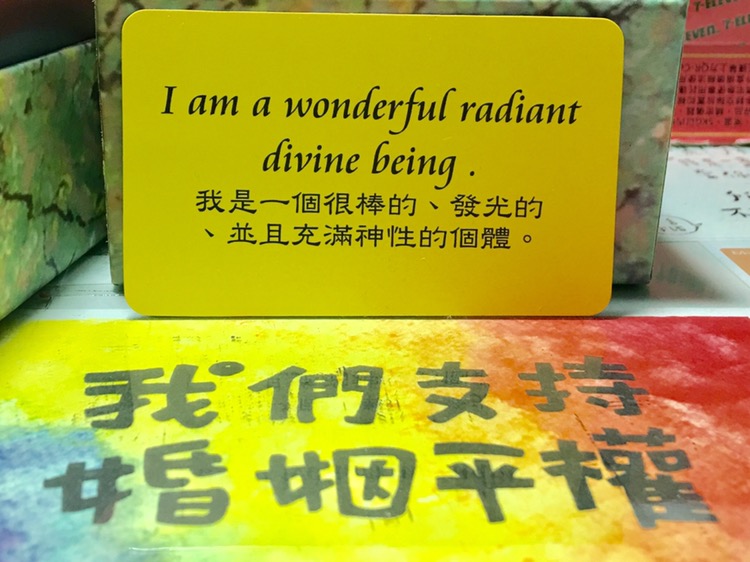 I am a wonderful radiant
divine being .
我是一個很棒的、發光的
、並且充滿神性的個體。
我們支持
婚姻平權